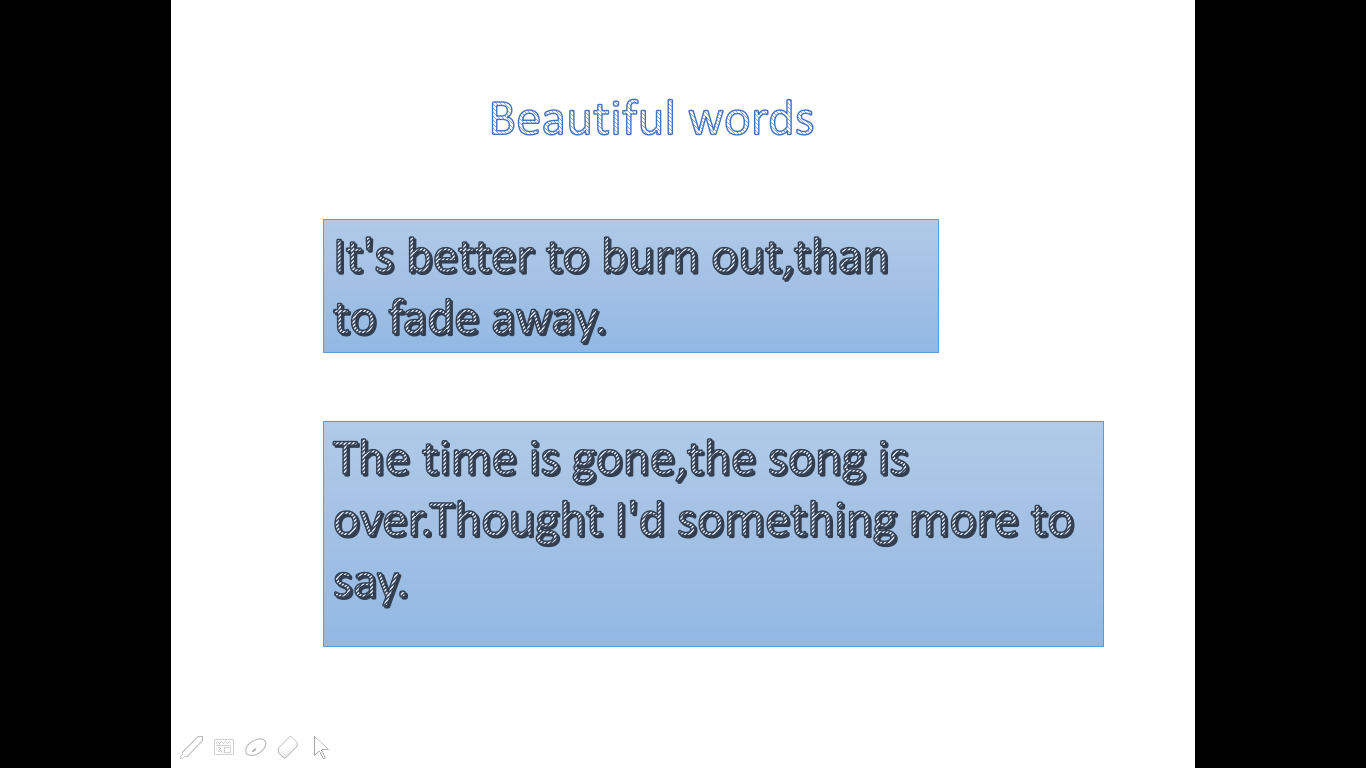 Beautiful words
It's better to burn out,than
to fade away.
The time is gone,the song is
over.Thought I'd something more to
say.